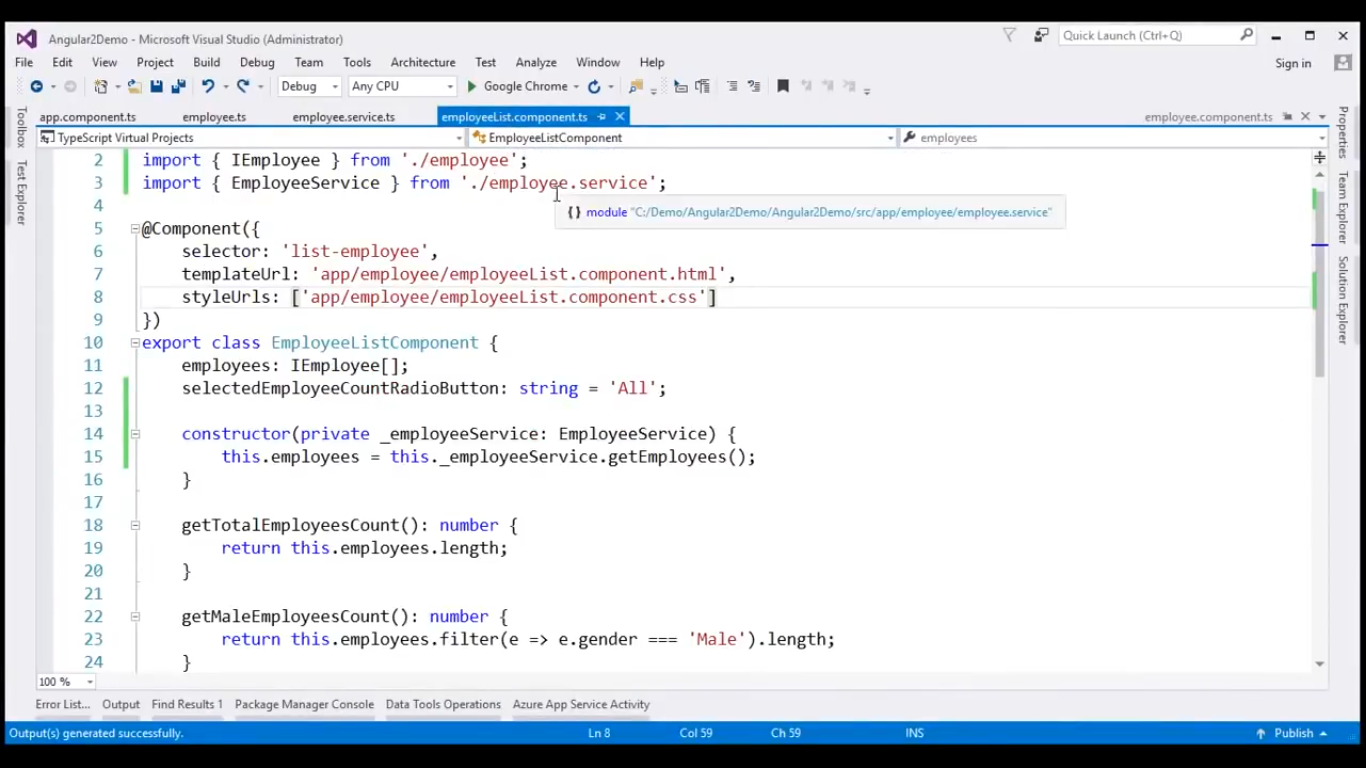 Angular2Demo - Microsoft Visual Studio (Administrator)
Quick Launch (Ctrl+Q)
File Edit View Project Build Debug Team Tools Architecture Test Analyze Window Help
Sign in
Debug Any CPU Google Chrome
Toolbox
Test Explorer
app.component.ts employee.ts employee.service.ts employeeList.component.ts employee.component.ts
TypeScript Virtual Projects EmployeeListComponent employees
2 import { IEmployee } from './employee';
3 import { EmployeeService } from './employee.service';
4
{} module "C:/Demo/Angular2Demo/Angular2Demo/src/app/employee/employee.service"
5 @Component({
6 selector: 'list-employee',
7 templateUrl: 'app/employee/employeeList.component.html',
8 styleUrls: ['app/employee/employeeList.component.css']
9 })
10 export class EmployeeListComponent {
11 employees: IEmployee[];
12 selectedEmployeeCountRadioButton: string = 'All';
13
14 constructor(private _employeeService: EmployeeService) {
15 this.employees = this._employeeService.getEmployees();
16 }
17
18 getTotalEmployeesCount(): number {
19 return this.employees.length;
20 }
21
22 getMaleEmployeesCount(): number {
23 return this.employees.filter(e => e.gender === 'Male').length;
24 }
Properties
Team Explorer
Solution Explorer
100 %
Error List... Output Find Results 1 Package Manager Console Data Tools Operations Azure App Service Activity
Output(s) generated successfully. Ln 8 Col 59 Ch 59 INS Publish